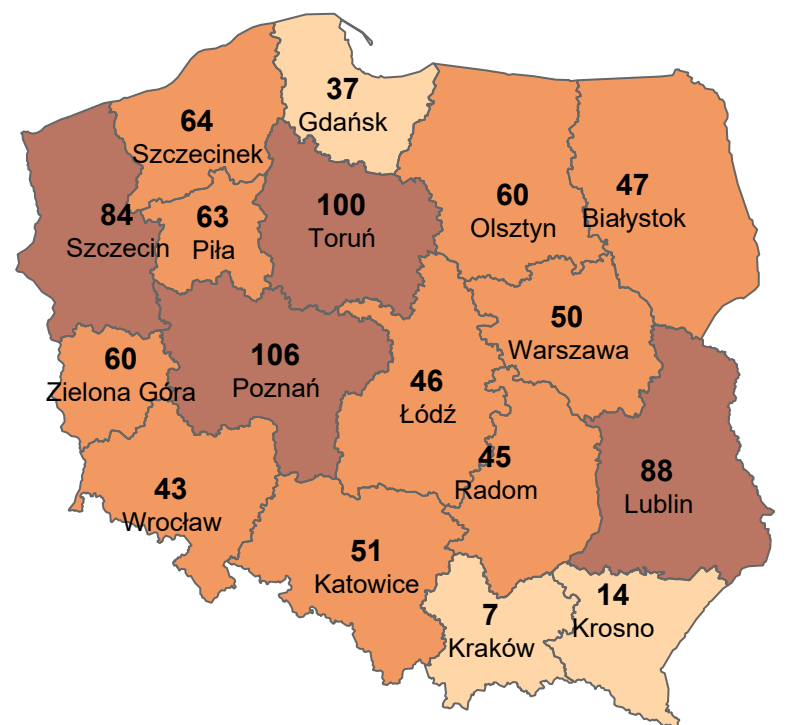 37
Gdańsk
64
Szczecinek
47
Białystok
60
Olsztyn
100
Toruń
84
Szczecin
63
Piła
50
Warszawa
60
Zielona Góra
106
Poznań
46
Łódź
45
Radom
88
Lublin
43
Wrocław
51
Katowice
14
Krosno
7
Kraków